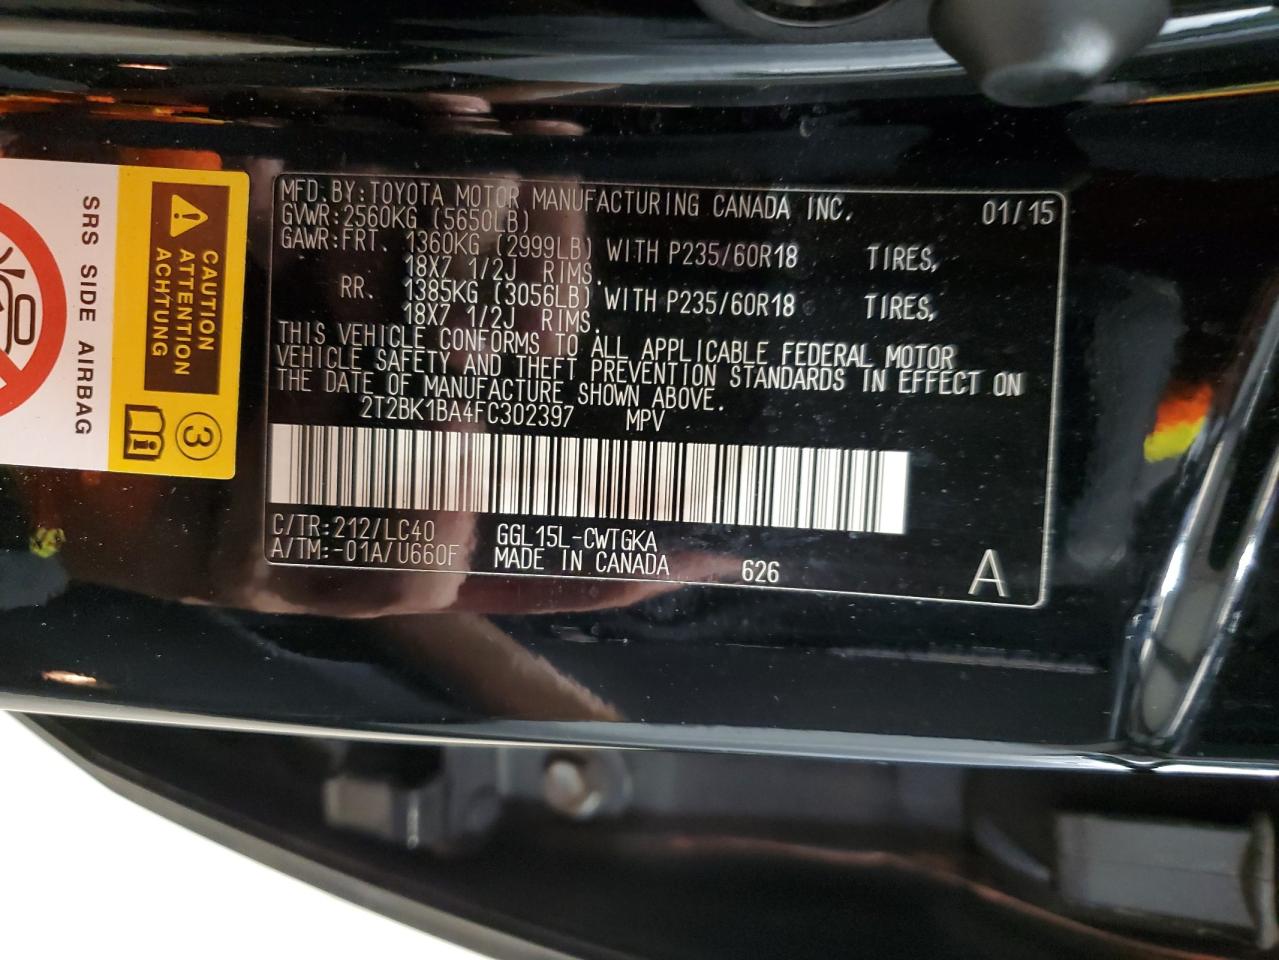 MFD.BY:TOYOTA MOTOR MANUFACTURING CANADA INC. 01/15
GVWR:2560KG (5650LB)
GAWR:FRT. 1360KG (2999LB) WITH P235/60R18 TIRES,
18X7 1/2J RIMS.
RR. 1385KG (3056LB) WITH P235/60R18 TIRES,
18X7 1/2J RIMS.
THIS VEHICLE CONFORMS TO ALL APPLICABLE FEDERAL MOTOR
VEHICLE SAFETY AND THEFT PREVENTION STANDARDS IN EFFECT ON
THE DATE OF MANUFACTURE SHOWN ABOVE.
2T2BK1BA4FC302397 MPV
C/TR:212/LC40 GGL15L-CWTGKA
A/TM:-01A/U660F MADE IN CANADA 626 A
CAUTION
ATTENTION
ACHTUNG
3
SRS SIDE AIRBAG